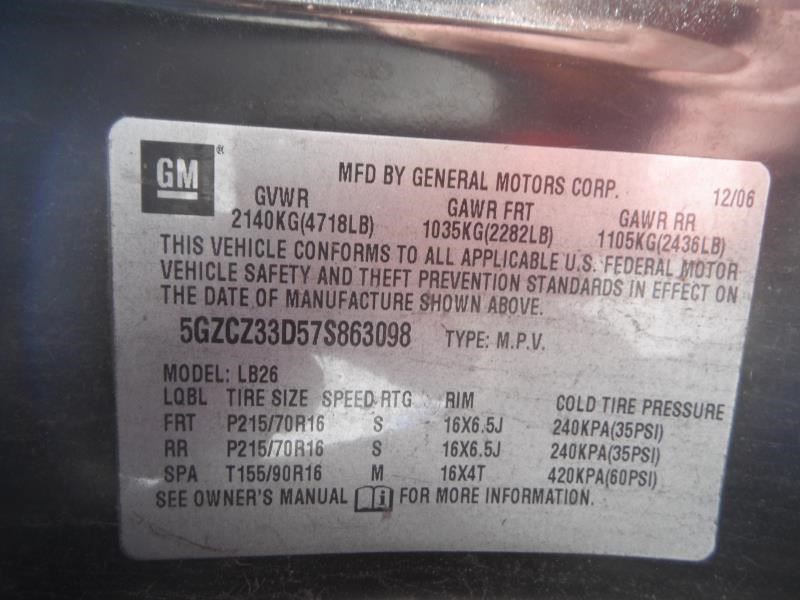 GM®
MFD BY GENERAL MOTORS CORP. 12/06
GVWR GAWR FRT GAWR RR
2140KG(4718LB) 1035KG(2282LB) 1105KG(2436LB)
THIS VEHICLE CONFORMS TO ALL APPLICABLE U.S. FEDERAL MOTOR
VEHICLE SAFETY AND THEFT PREVENTION STANDARDS IN EFFECT ON
THE DATE OF MANUFACTURE SHOWN ABOVE.
5GZCZ33D57S863098 TYPE: M.P.V.
MODEL: LB26
LQBL TIRE SIZE SPEED RTG RIM COLD TIRE PRESSURE
FRT P215/70R16 S 16X6.5J 240KPA(35PSI)
RR P215/70R16 S 16X6.5J 240KPA(35PSI)
SPA T155/90R16 M 16X4T 420KPA(60PSI)
SEE OWNER'S MANUAL i FOR MORE INFORMATION.